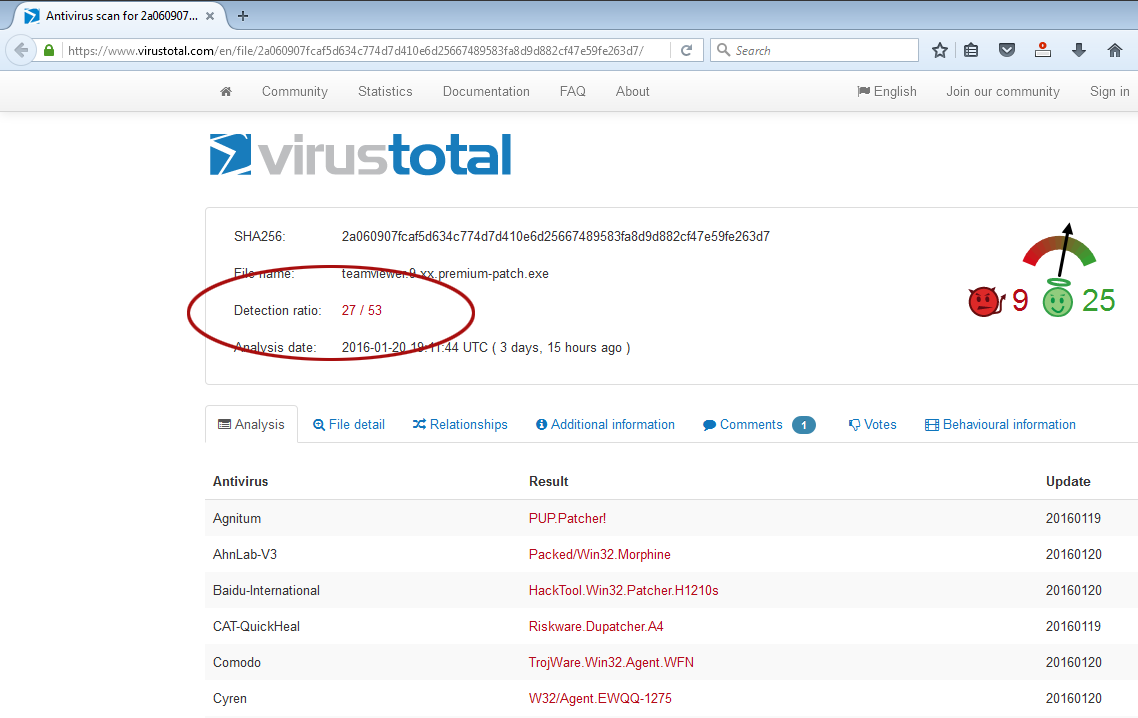 Antivirus scan for 2a060907...
https://www.virustotal.com/en/file/2a060907fcaf5d634c774d7d410e6d25667489583fa8d9d882cf47e59fe263d7/
Search
Community Statistics Documentation FAQ About English Join our community Sign in
virustotal
SHA256: 2a060907fcaf5d634c774d7d410e6d25667489583fa8d9d882cf47e59fe263d7
File name: teamviewer.9.xx.premium-patch.exe
Detection ratio: 27 / 53
9 25
Analysis date: 2016-01-20 19:11:44 UTC ( 3 days, 15 hours ago )
Analysis File detail Relationships Additional information Comments 1 Votes Behavioural information
Antivirus Result Update
Agnitum PUP.Patcher! 20160119
AhnLab-V3 Packed/Win32.Morphine 20160120
Baidu-International HackTool.Win32.Patcher.H1210s 20160120
CAT-QuickHeal Riskware.Dupatcher.A4 20160119
Comodo TrojWare.Win32.Agent.WFN 20160120
Cyren W32/Agent.EWQQ-1275 20160120